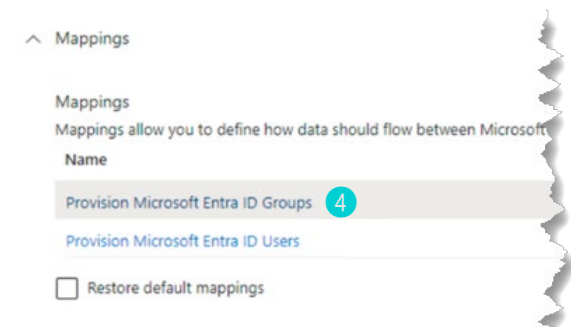 Mappings
Mappings
Mappings allow you to define how data should flow between Microsoft
Name
Provision Microsoft Entra ID Groups 4
Provision Microsoft Entra ID Users
Restore default mappings